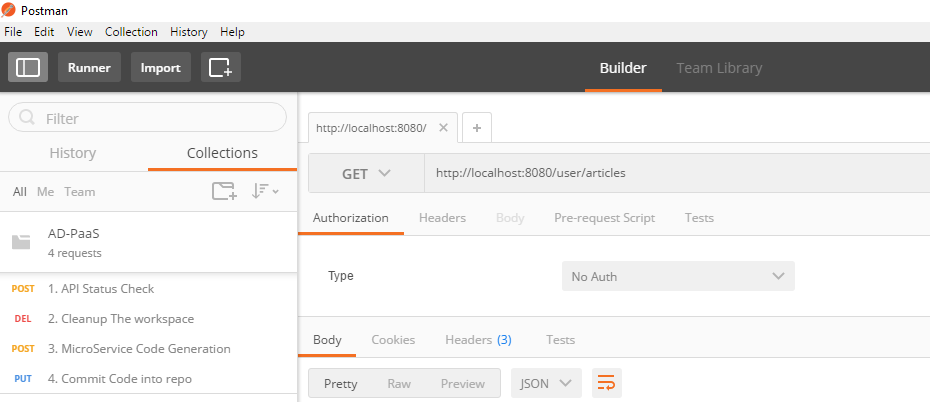 Postman
File Edit View Collection History Help
Runner Import Builder Team Library
Filter
History Collections
All Me Team
AD-PaaS
4 requests
POST 1. API Status Check
DEL 2. Cleanup The workspace
POST 3. MicroService Code Generation
PUT 4. Commit Code into repo
http://localhost:8080/ × +
GET http://localhost:8080/user/articles
Authorization Headers Body Pre-request Script Tests
Type No Auth
Body Cookies Headers (3) Tests
Pretty Raw Preview JSON